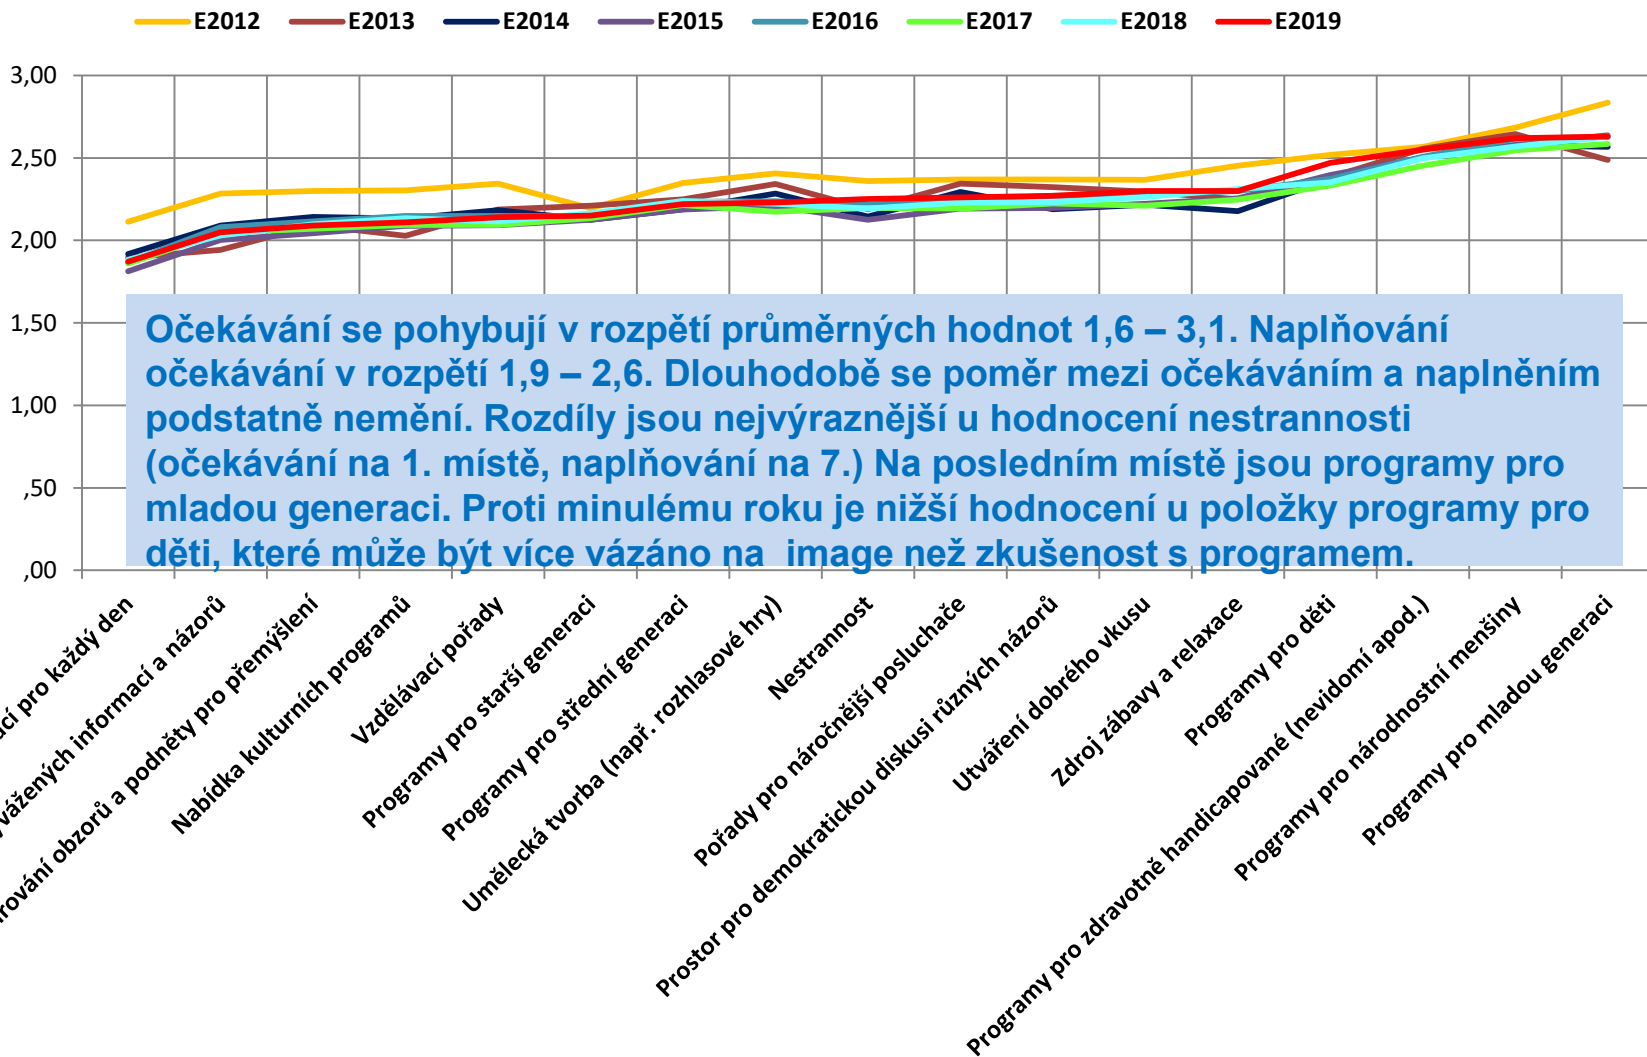 E2012 E2013 E2014 E2015 E2016 E2017 E2018 E2019
3,00
2,50
2,00
1,50
1,00
,50
,00
Očekávání se pohybují v rozpětí průměrných hodnot 1,6 – 3,1. Naplňování
očekávání v rozpětí 1,9 – 2,6. Dlouhodobě se poměr mezi očekáváním a naplněním
podstatně nemění. Rozdíly jsou nejvýraznější u hodnocení nestrannosti
(očekávání na 1. místě, naplňování na 7.) Na posledním místě jsou programy pro
mladou generaci. Proti minulému roku je nižší hodnocení u položky programy pro
děti, které může být více vázáno na image než zkušenost s programem.
pro každý den
informací a názorů
obzorů a podněty pro přemýšlení
Nabídka kulturních programů
Vzdělávací pořady
Programy pro starší generaci
Programy pro střední generaci
Umělecká tvorba (např. rozhlasové hry)
Nestrannost
Pořady pro náročnější posluchače
Prostor pro demokratickou diskusi různých názorů
Utváření dobrého vkusu
Zdroj zábavy a relaxace
Programy pro děti
Programy pro zdravotně handicapované (nevidomí apod.)
Programy pro národnostní menšiny
Programy pro mladou generaci